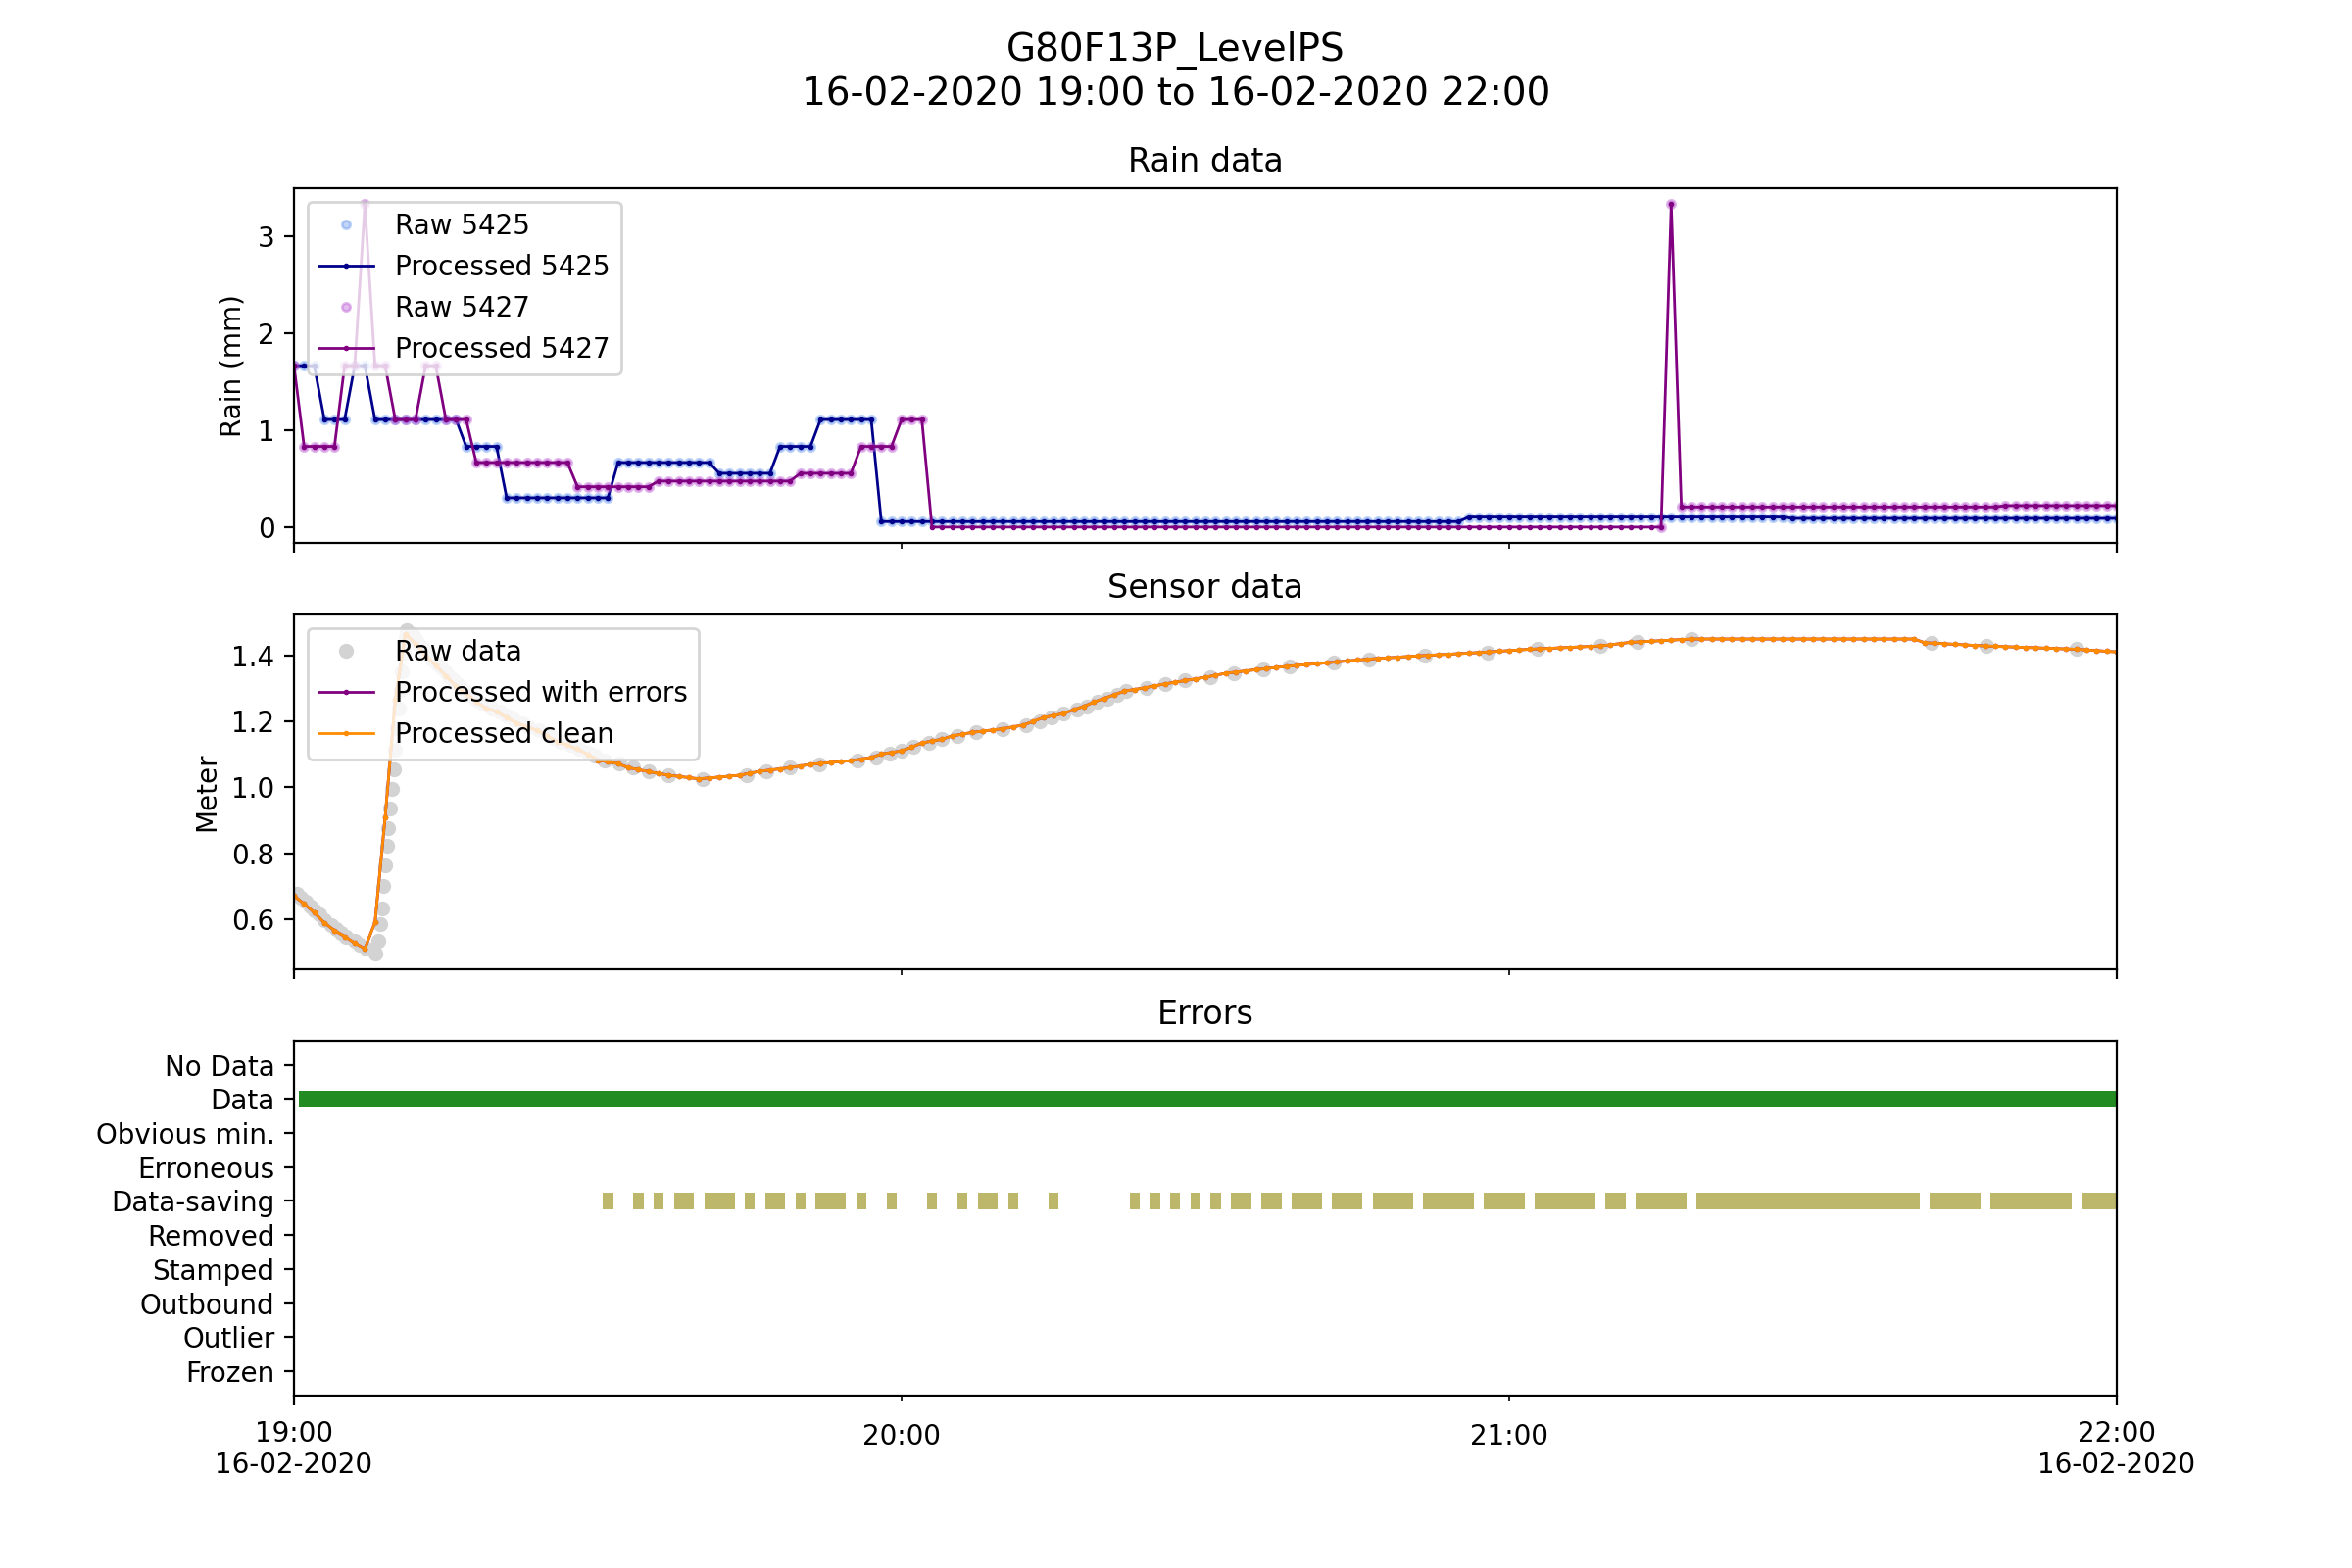 G80F13P_LevelPS
16-02-2020 19:00 to 16-02-2020 22:00
Rain data
Rain (mm)
3
2
1
0
Raw 5425
Processed 5425
Raw 5427
Processed 5427
Sensor data
Meter
1.4
1.2
1.0
0.8
0.6
Raw data
Processed with errors
Processed clean
Errors
No Data
Data
Obvious min.
Erroneous
Data-saving
Removed
Stamped
Outbound
Outlier
Frozen
19:00 20:00 21:00 22:00
16-02-2020 16-02-2020